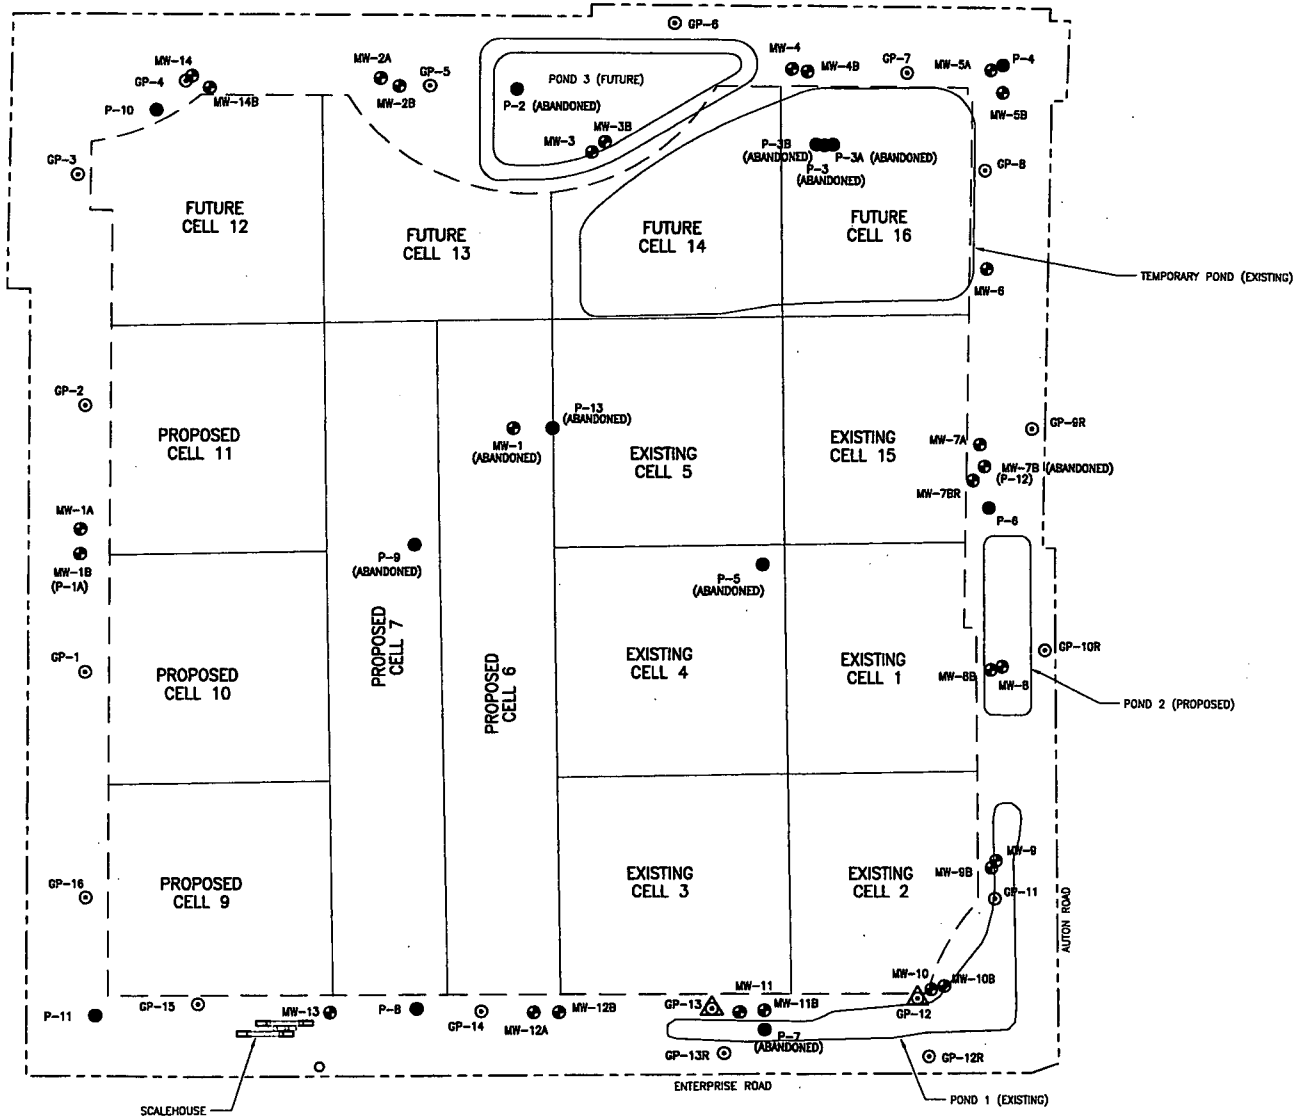 GP-6
MW-14
GP-4
MW-14B
P-10
MW-2A
GP-5
MW-2B
POND 3 (FUTURE)
P-2 (ABANDONED)
MW-3B
MW-3
MW-4
MW-4B
GP-7
MW-5A
P-4
MW-5B
GP-3
P-3B
(ABANDONED)
P-3A (ABANDONED)
P-3
(ABANDONED)
GP-8
FUTURE
CELL 12
FUTURE
CELL 13
FUTURE
CELL 14
FUTURE
CELL 16
TEMPORARY POND (EXISTING)
MW-6
GP-2
PROPOSED
CELL 11
P-13
(ABANDONED)
MW-1
(ABANDONED)
EXISTING
CELL 5
EXISTING
CELL 15
GP-9R
MW-7A
MW-7B (ABANDONED)
(P-12)
MW-7BR
P-6
MW-1A
MW-1B
(P-1A)
P-9
(ABANDONED)
P-5
(ABANDONED)
GP-1
PROPOSED
CELL 10
PROPOSED
CELL 7
PROPOSED
CELL 6
EXISTING
CELL 4
EXISTING
CELL 1
GP-10R
MW-8B
MW-8
POND 2 (PROPOSED)
GP-16
PROPOSED
CELL 9
EXISTING
CELL 3
EXISTING
CELL 2
MW-9
MW-9B
GP-11
AUTON ROAD
P-11
GP-15
MW-13
P-8
GP-14
MW-12A
MW-12B
GP-13
MW-11
MW-11B
MW-10
MW-10B
GP-12
P-7
(ABANDONED)
GP-13R
GP-12R
ENTERPRISE ROAD
SCALEHOUSE
POND 1 (EXISTING)